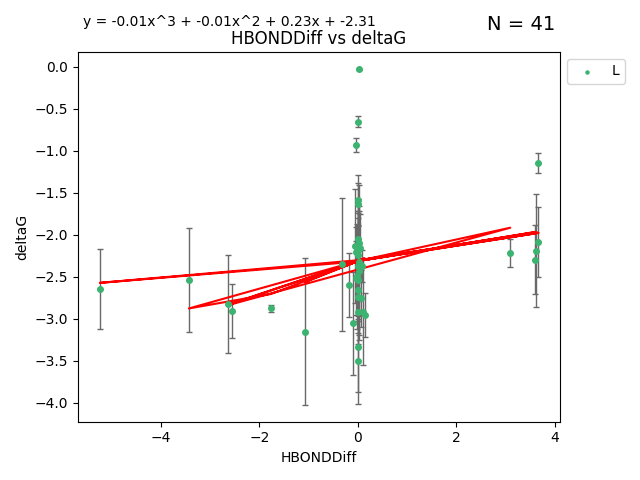 y = -0.01x^3 + -0.01x^2 + 0.23x + -2.31
N = 41
HBONDDiff vs deltaG
L
0.0
−0.5
−1.0
−1.5
−2.0
−2.5
−3.0
−3.5
−4.0
deltaG
−4
−2
0
2
4
HBONDDiff